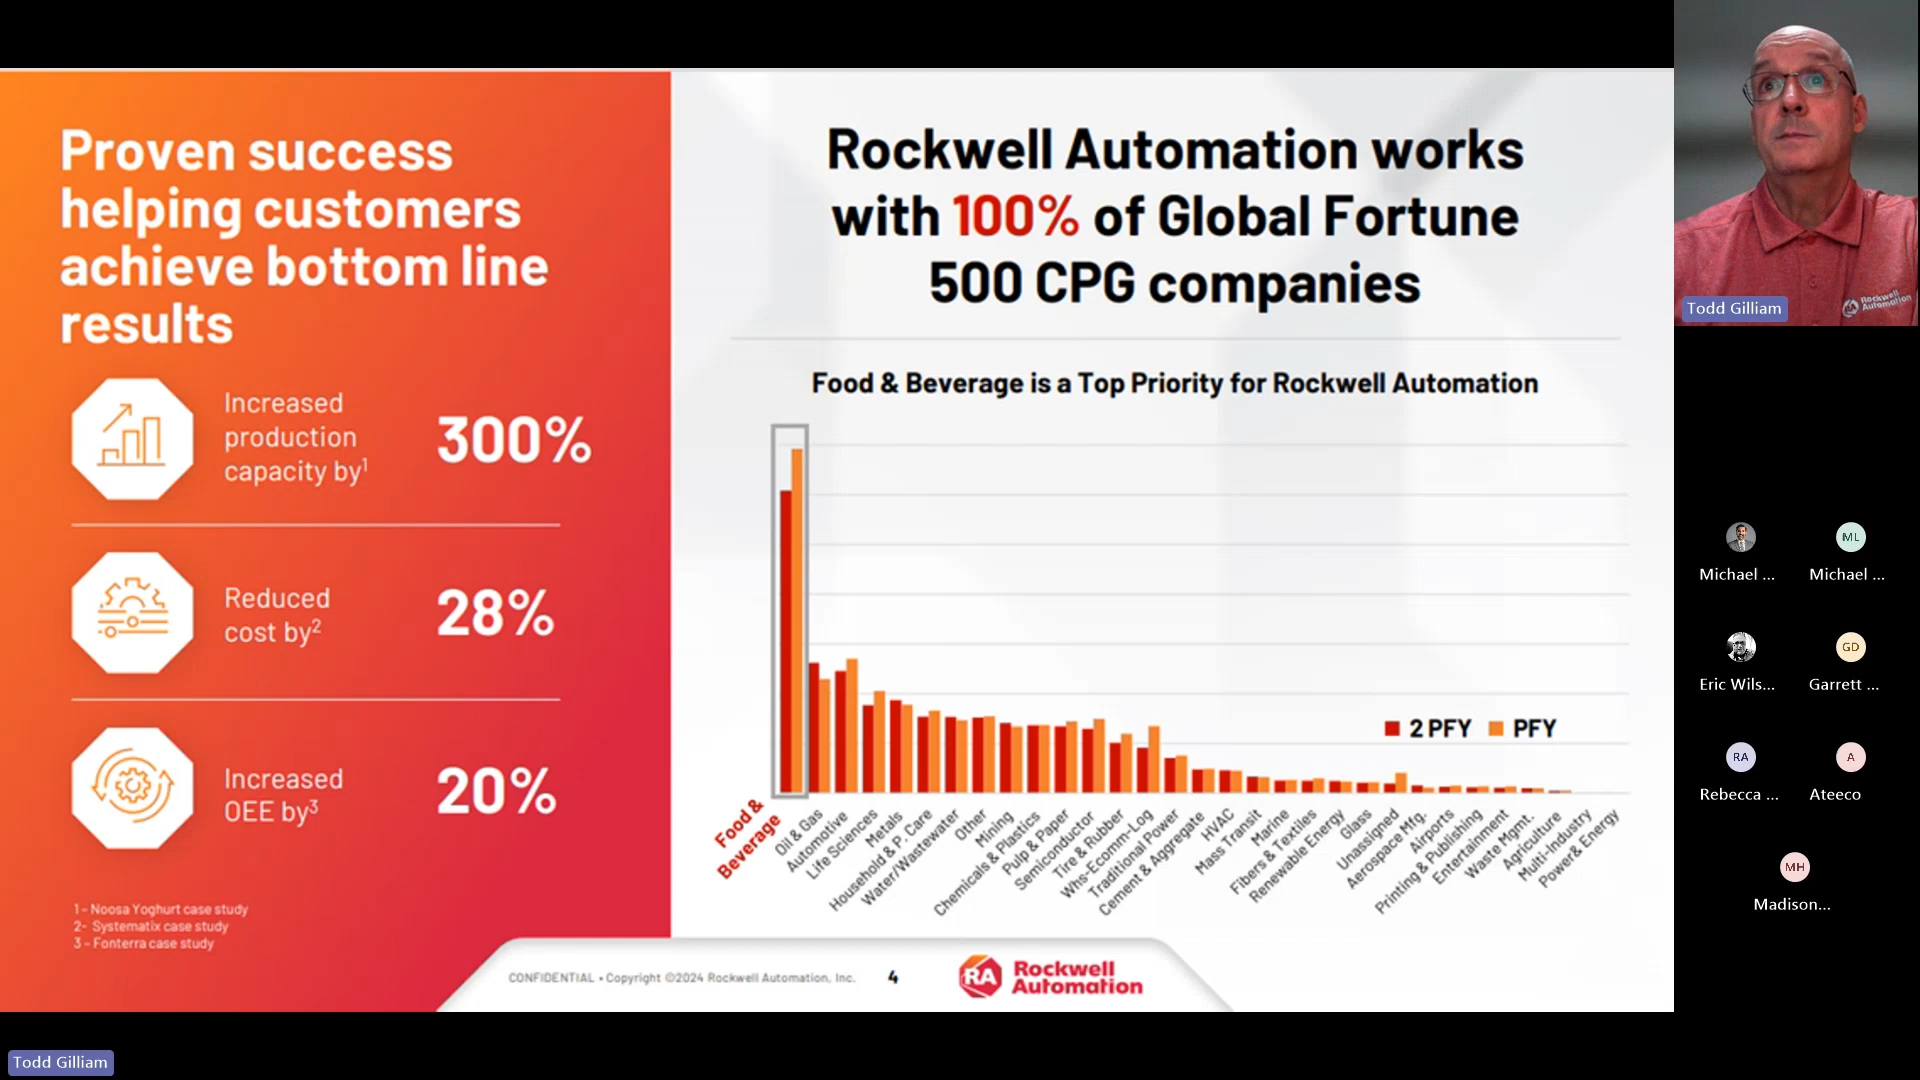 Proven success
helping customers
achieve bottom line
results
Increased
production
capacity by1
300%
Reduced
cost by2
28%
Increased
OEE by3
20%
1 - Noosa Yoghurt case study
2- Systematix case study
3 - Fonterra case study
Rockwell Automation works
with 100% of Global Fortune
500 CPG companies
Food & Beverage is a Top Priority for Rockwell Automation
2 PFY
PFY
Food &
Beverage
Oil & Gas
Automotive
Life Sciences
Metals
Household & P. Care
Water/Wastewater
Other
Mining
Chemicals & Plastics
Pulp & Paper
Semiconductor
Tire & Rubber
Whs-Ecomm-Log
Traditional Power
Cement & Aggregate
HVAC
Mass Transit
Marine
Fibers & Textiles
Renewable Energy
Glass
Unassigned
Aerospace Mfg.
Airports
Printing & Publishing
Entertainment
Waste Mgmt.
Agriculture
Multi-Industry
Power& Energy
CONFIDENTIAL • Copyright ©2024 Rockwell Automation, Inc.
4
RA
Rockwell
Automation
Rockwell
Automation
Todd Gilliam
Michael ...
ML
Michael ...
Eric Wils...
GD
Garrett ...
RA
Rebecca ...
A
Ateeco
MH
Madison...
Todd Gilliam